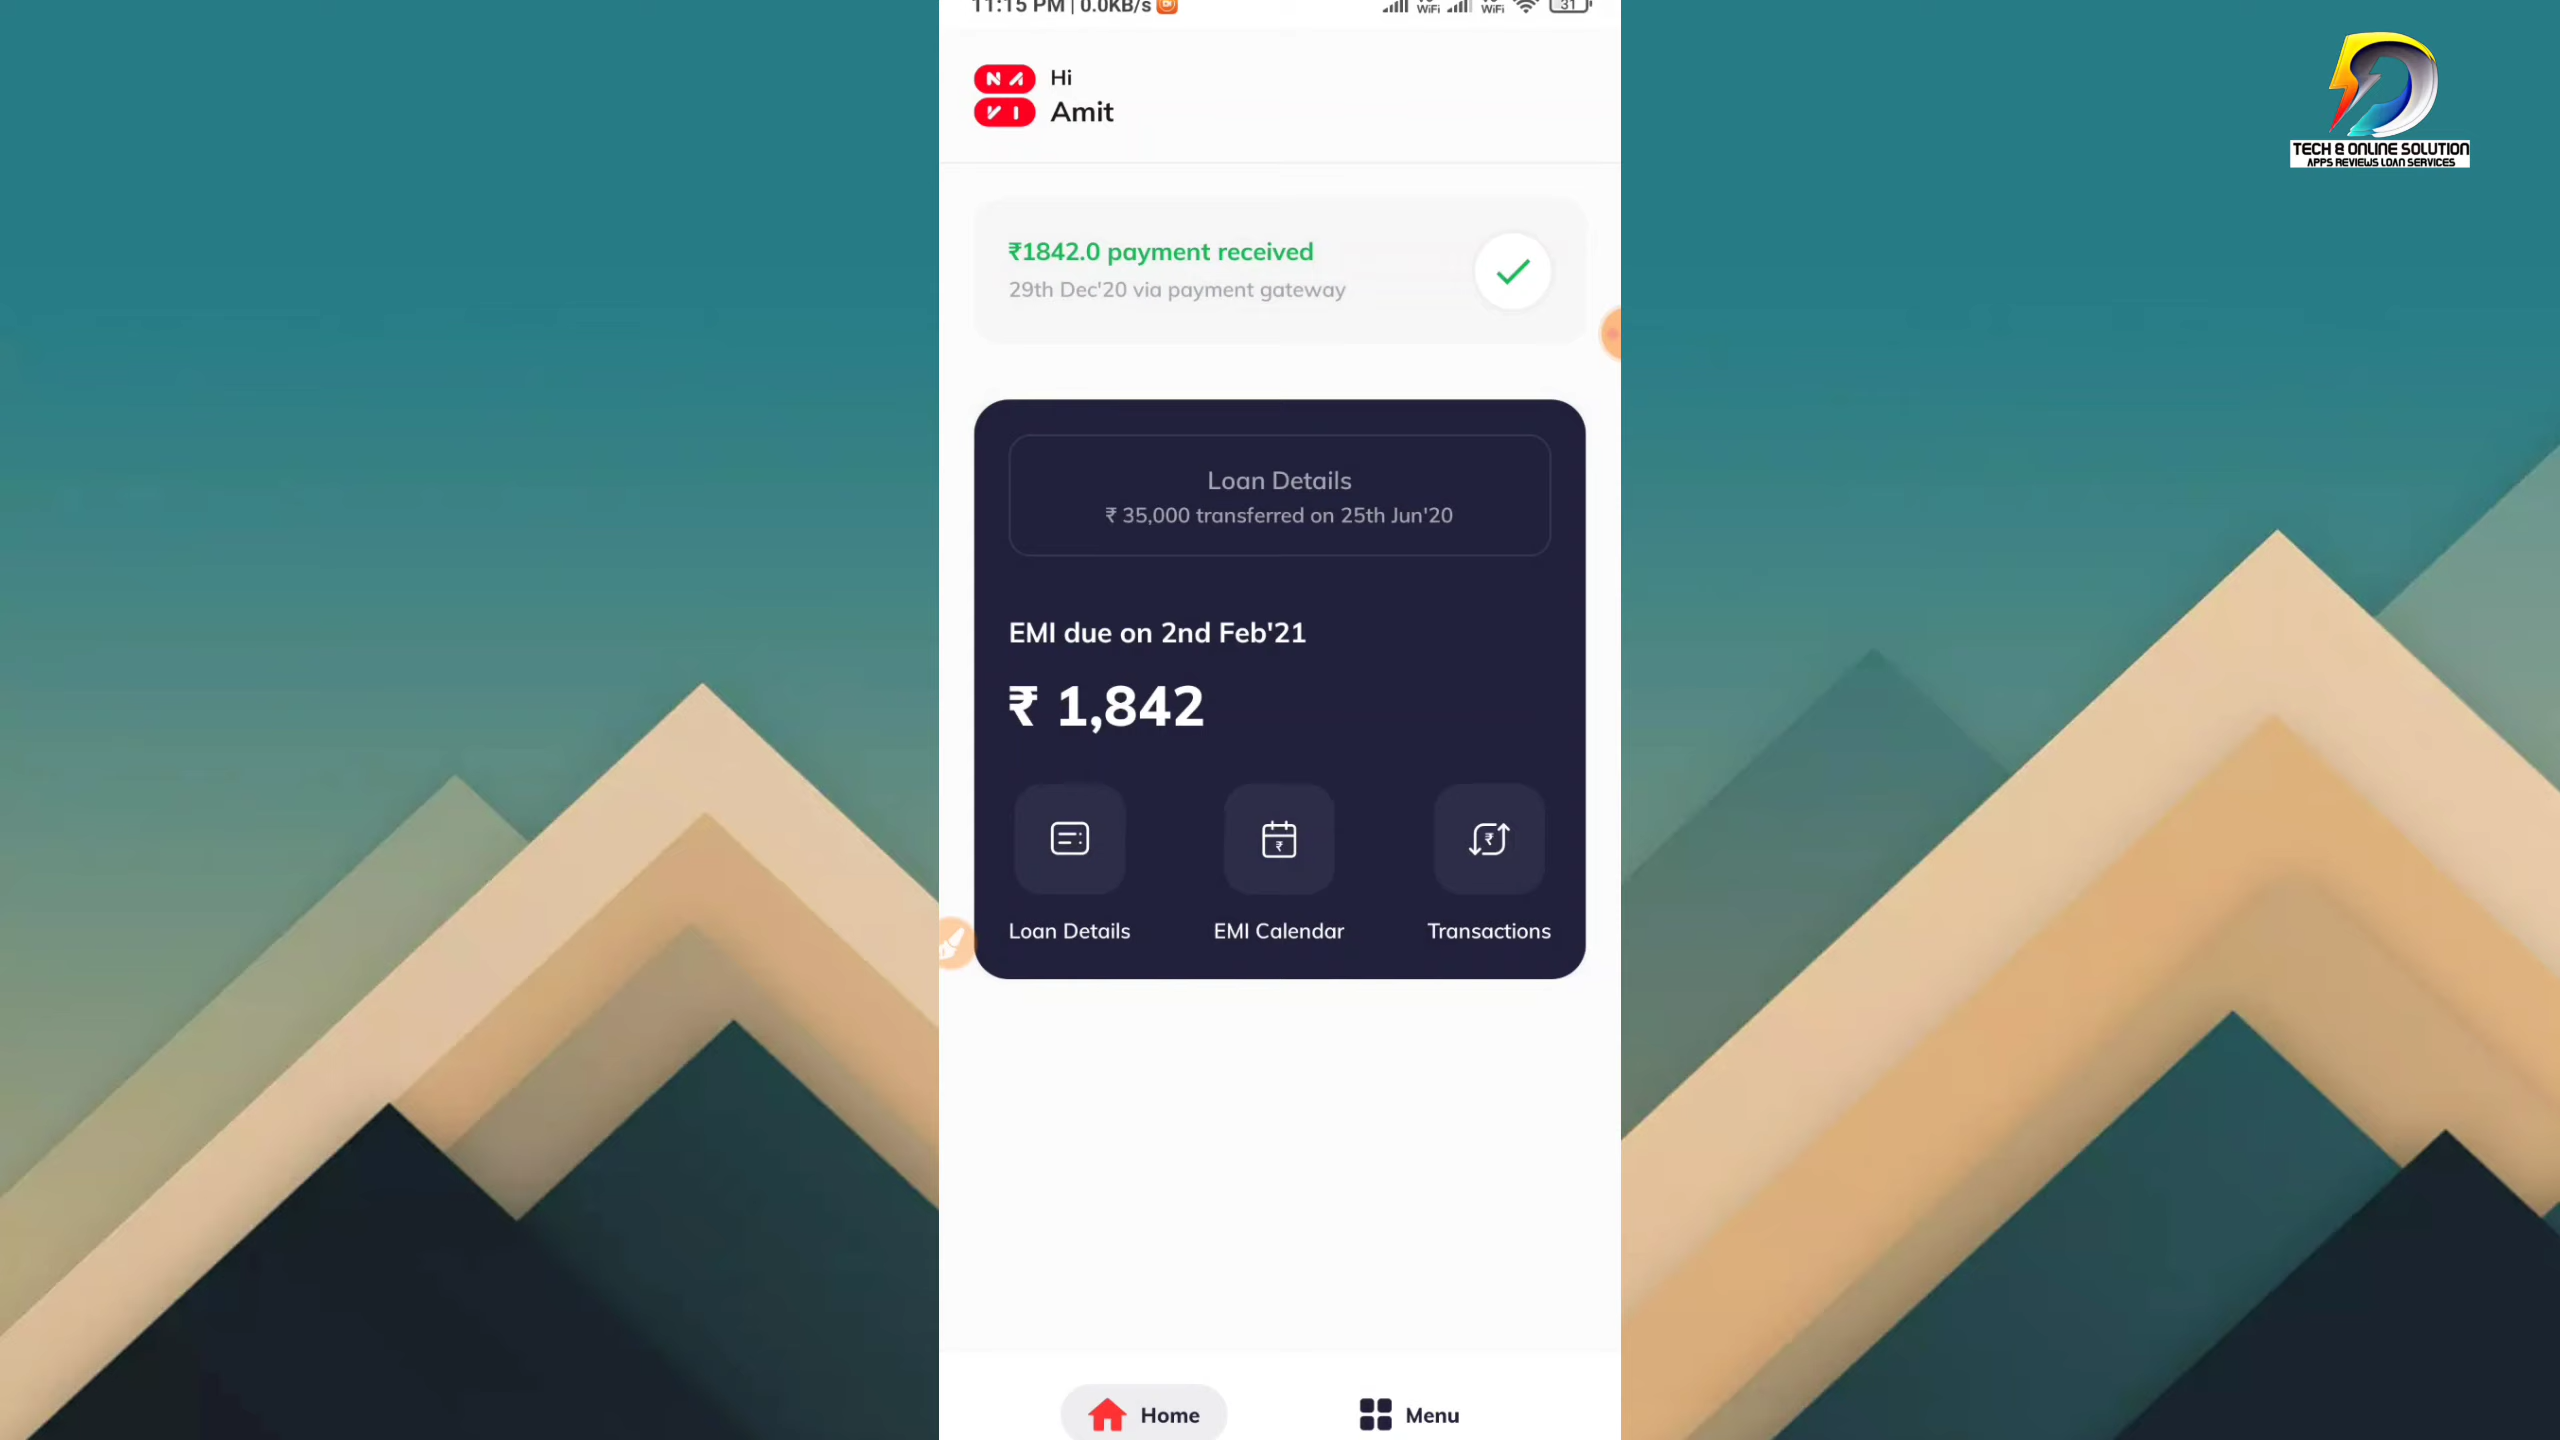 11:15 PM | 0.0KB/s
31
NAVI
Hi
Amit
TECH & ONLINE SOLUTION
APPS REVIEWS LOAN SERVICES
₹1842.0 payment received
29th Dec'20 via payment gateway
Loan Details
₹ 35,000 transferred on 25th Jun'20
EMI due on 2nd Feb'21
₹ 1,842
Loan Details
EMI Calendar
Transactions
Home
Menu